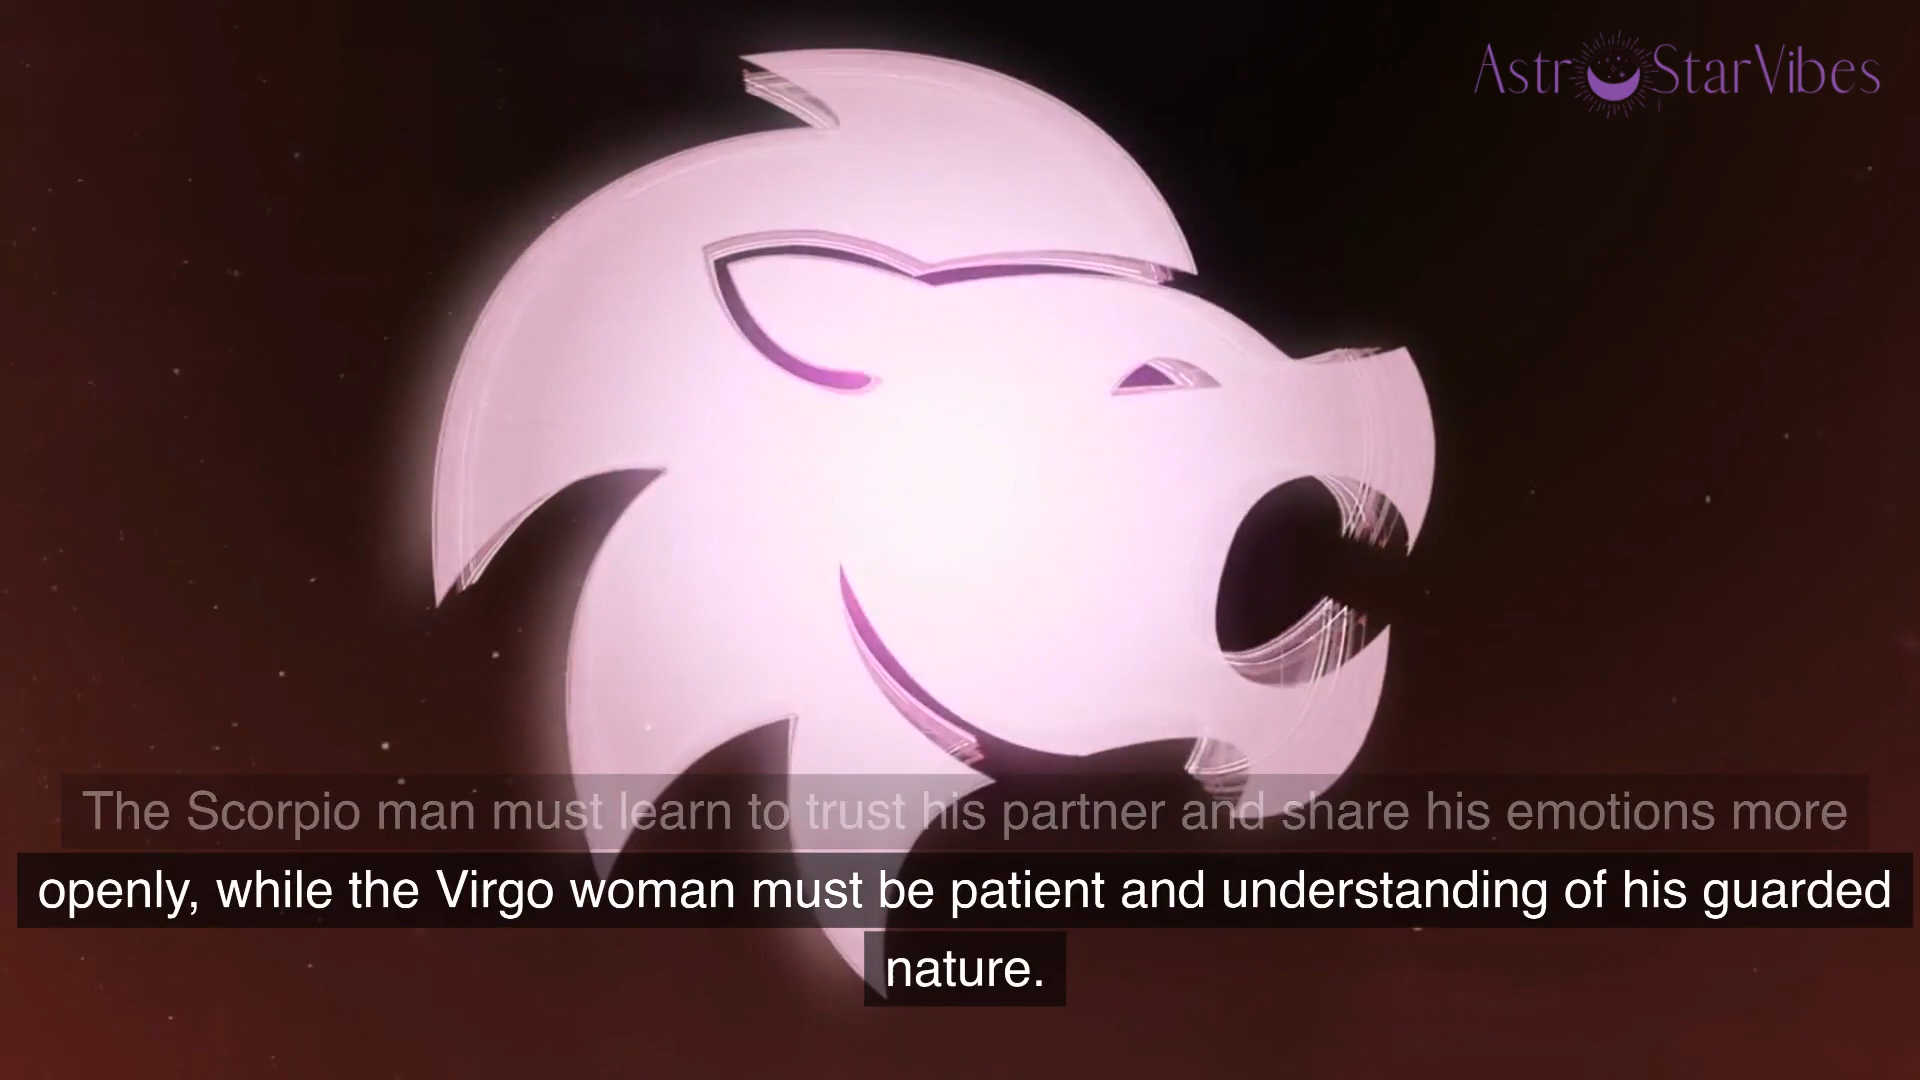 AstroStarVibes
The Scorpio man must learn to trust his partner and share his emotions more
openly, while the Virgo woman must be patient and understanding of his guarded
nature.